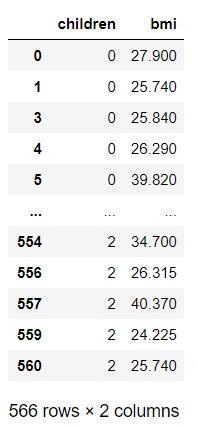 children bmi
0 0 27.900
1 0 25.740
3 0 25.840
4 0 26.290
5 0 39.820
... ... ...
554 2 34.700
556 2 26.315
557 2 40.370
559 2 24.225
560 2 25.740
566 rows × 2 columns